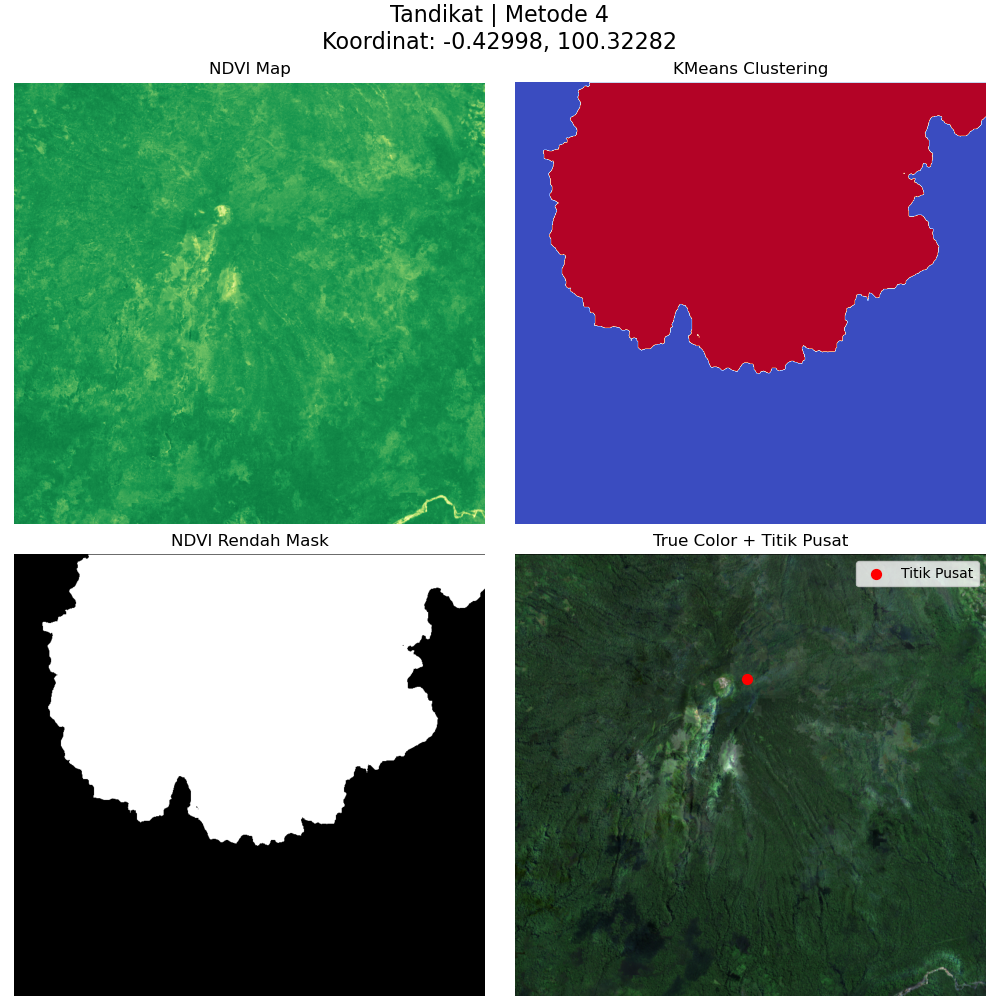 Tandikat | Metode 4
Koordinat: -0.42998, 100.32282
NDVI Map
KMeans Clustering
NDVI Rendah Mask
True Color + Titik Pusat
Titik Pusat